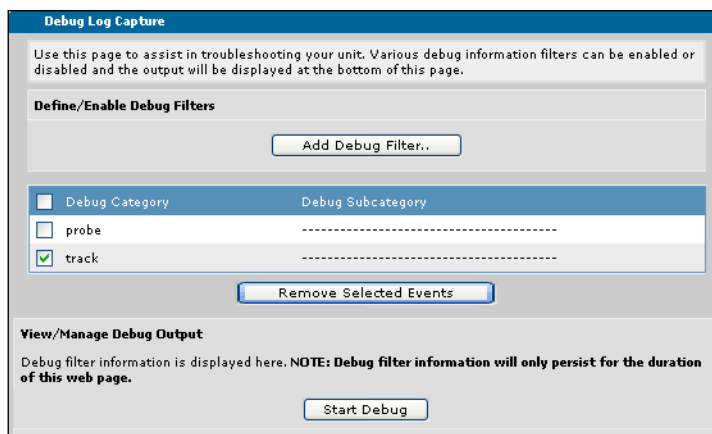 Debug Log Capture
Use this page to assist in troubleshooting your unit. Various debug information filters can be enabled or
disabled and the output will be displayed at the bottom of this page.
Define/Enable Debug Filters
Add Debug Filter..
Debug Category Debug Subcategory
probe ---------------------------------------
track ---------------------------------------
Remove Selected Events
View/Manage Debug Output
Debug filter information is displayed here. NOTE: Debug filter information will only persist for the duration
of this web page.
Start Debug